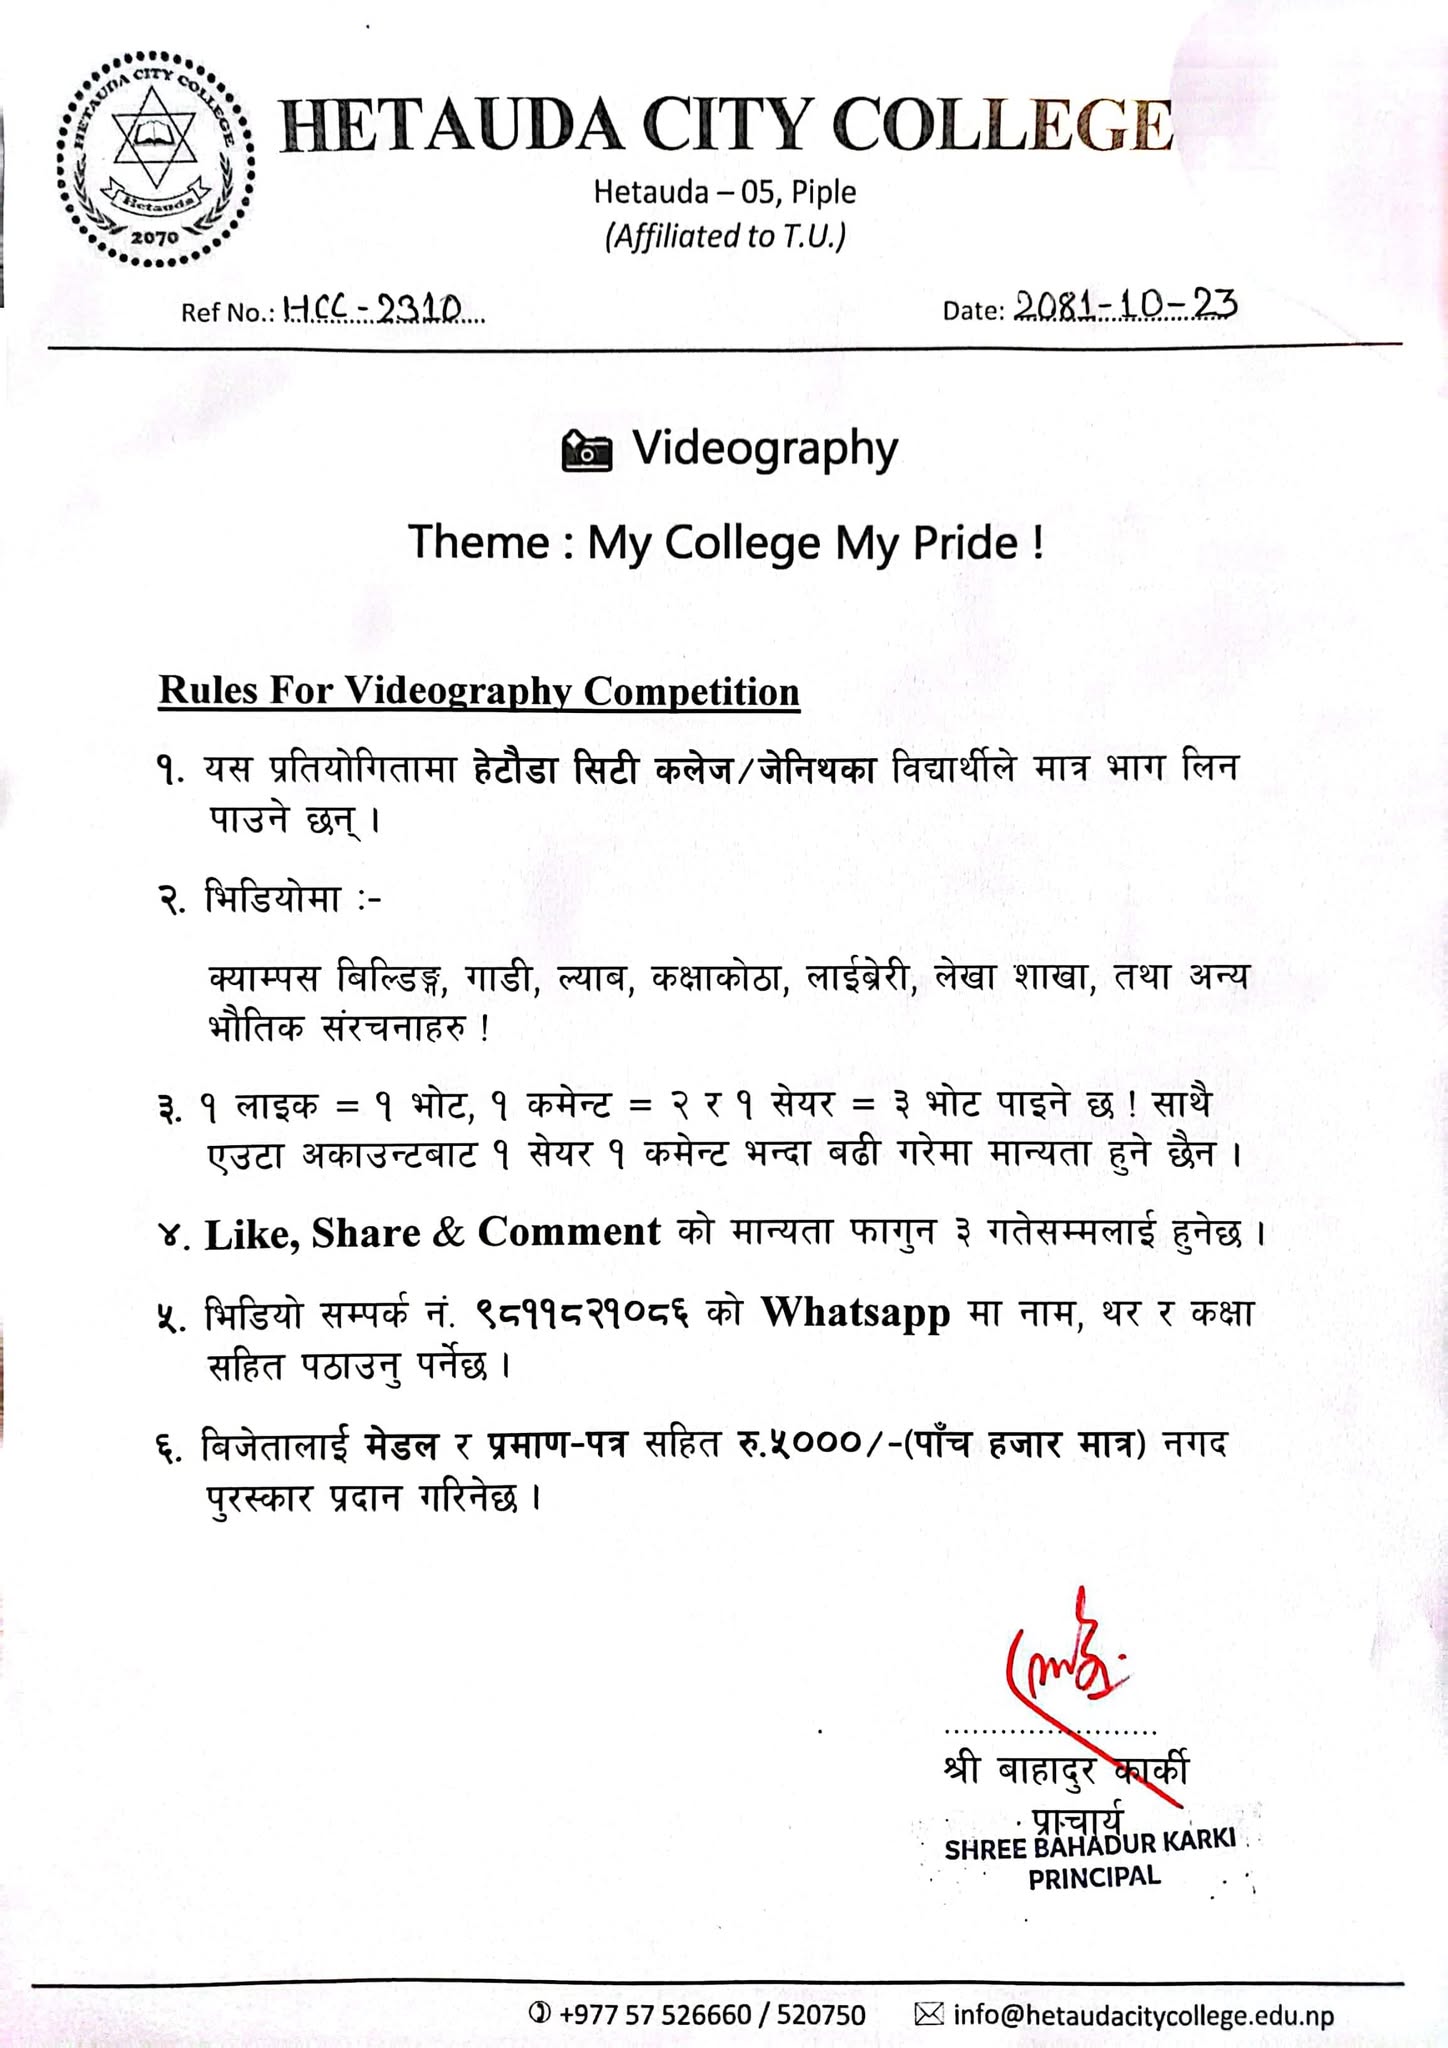 HETAUDA CITY COLLEGE
Hetauda
2070
HETAUDA CITY COLLEGE
Hetauda – 05, Piple
(Affiliated to T.U.)
Ref No.: HCC-2310
Date: 2081-10-23
Videography
Theme : My College My Pride !
Rules For Videography Competition
१. यस प्रतियोगितामा हेटौडा सिटी कलेज/जेनिथका विद्यार्थीले मात्र भाग लिन
पाउने छन् ।
२. भिडियोमा :-
क्याम्पस बिल्डिङ्ग, गाडी, ल्याब, कक्षाकोठा, लाईब्रेरी, लेखा शाखा, तथा अन्य
भौतिक संरचनाहरु !
३. १ लाइक = १ भोट, १ कमेन्ट = २ र १ सेयर = ३ भोट पाइने छ ! साथै
एउटा अकाउन्टबाट १ सेयर १ कमेन्ट भन्दा बढी गरेमा मान्यता हुने छैन ।
४. Like, Share & Comment को मान्यता फागुन ३ गतेसम्मलाई हुनेछ ।
५. भिडियो सम्पर्क नं. ९८११८२१०८६ को Whatsapp मा नाम, थर र कक्षा
सहित पठाउनु पर्नेछ ।
६. बिजेतालाई मेडल र प्रमाण-पत्र सहित रु.५०००/-(पाँच हजार मात्र) नगद
पुरस्कार प्रदान गरिनेछ ।
श्री बाहादुर कार्की
प्राचार्य
SHREE BAHADUR KARKI
PRINCIPAL
+977 57 526660 / 520750
info@hetaudacitycollege.edu.np